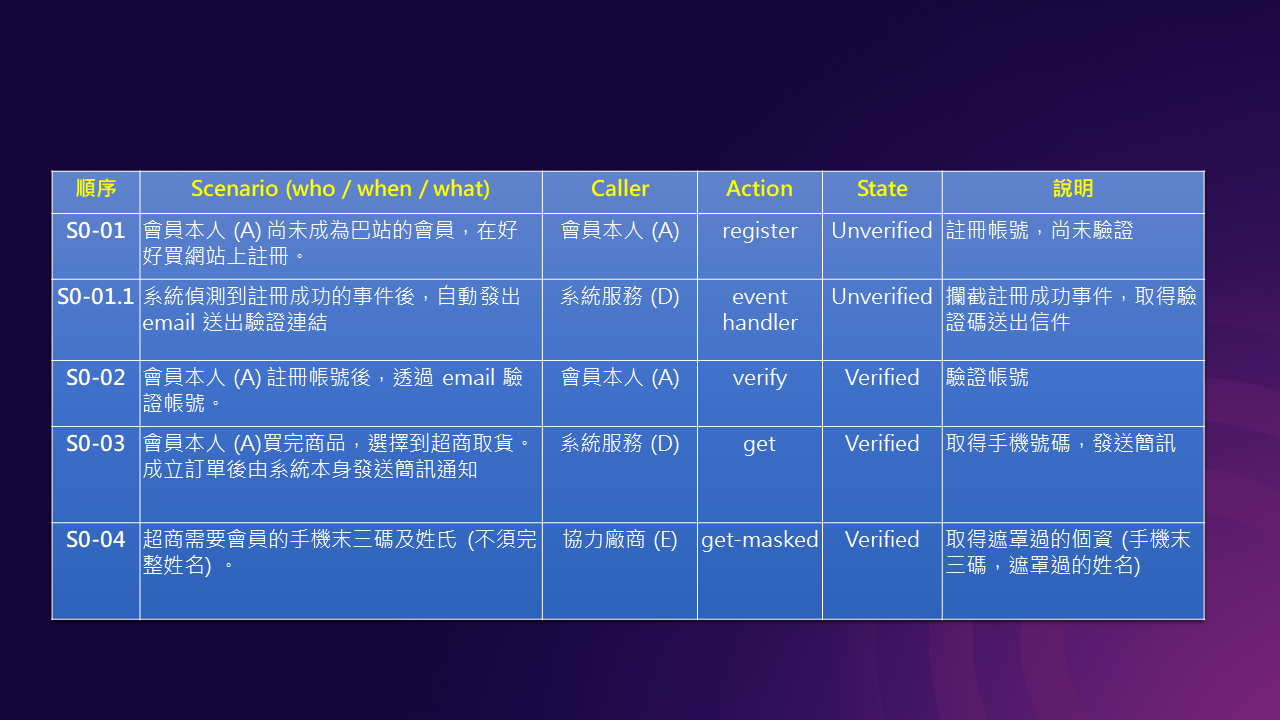 順序 Scenario (who / when / what) Caller Action State 說明
S0-01 會員本人 (A) 尚未成為巴站的會員，在好 會員本人 (A) register Unverified 註冊帳號，尚未驗證
好買網站上註冊。
S0-01.1 系統偵測到註冊成功的事件後，自動發出 系統服務 (D) event Unverified 攔截註冊成功事件，取得驗
email 送出驗證連結 handler 證碼送出信件
S0-02 會員本人 (A) 註冊帳號後，透過 email 驗 會員本人 (A) verify Verified 驗證帳號
證帳號。
S0-03 會員本人 (A)買完商品，選擇到超商取貨。 系統服務 (D) get Verified 取得手機號碼，發送簡訊
成立訂單後由系統本身發送簡訊通知
S0-04 超商需要會員的手機末三碼及姓氏 (不須完 協力廠商 (E) get-masked Verified 取得遮罩過的個資 (手機末
整姓名) 。 三碼，遮罩過的姓名)